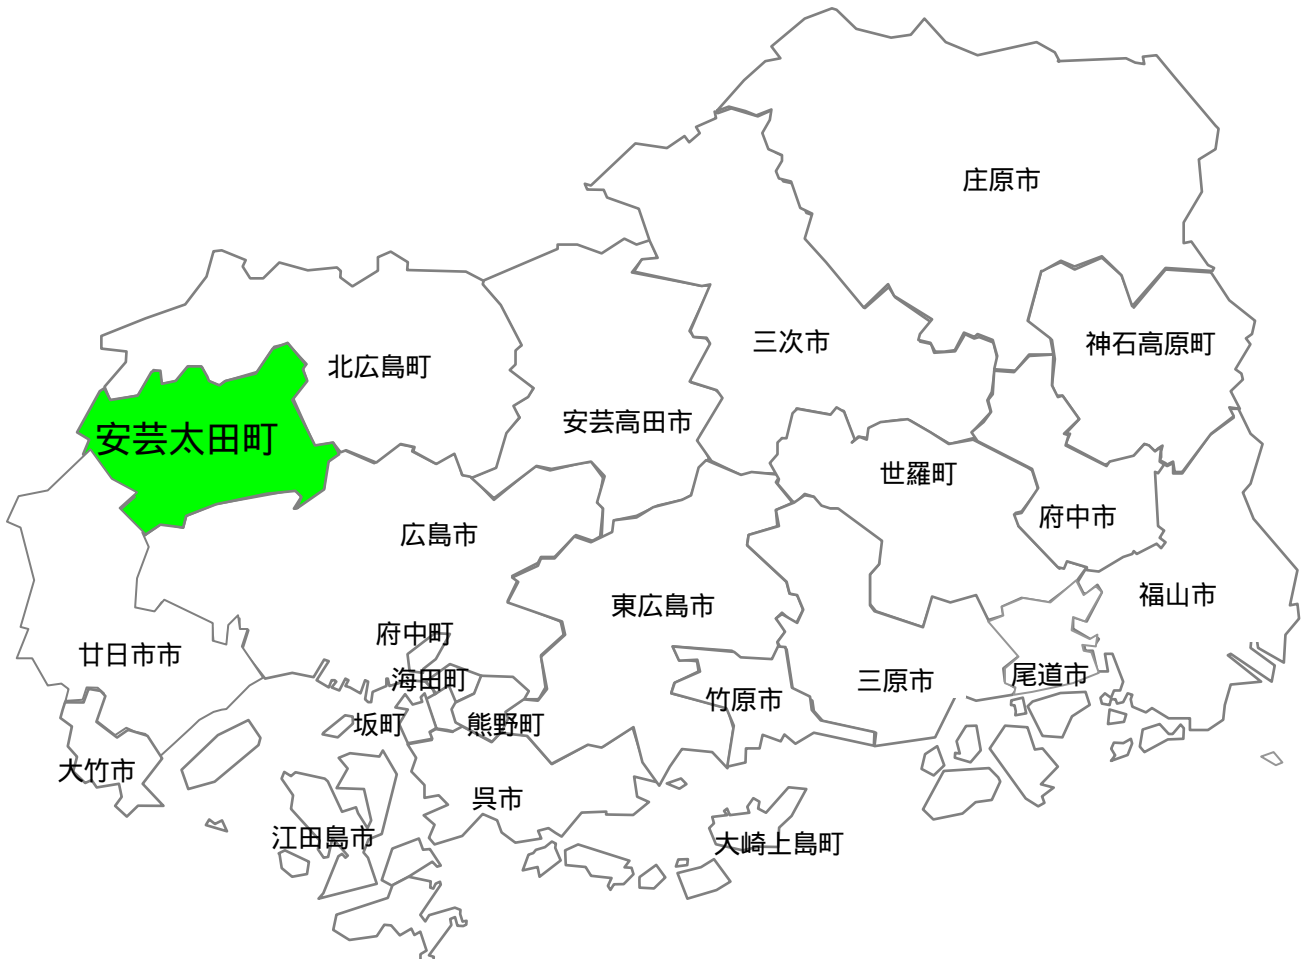 庄原市
三次市
神石高原町
北広島町
安芸高田市
安芸太田町
世羅町
府中市
広島市
福山市
東広島市
府中町
廿日市市
海田町
尾道市
三原市
竹原市
坂町
熊野町
大竹市
呉市
江田島市
大崎上島町